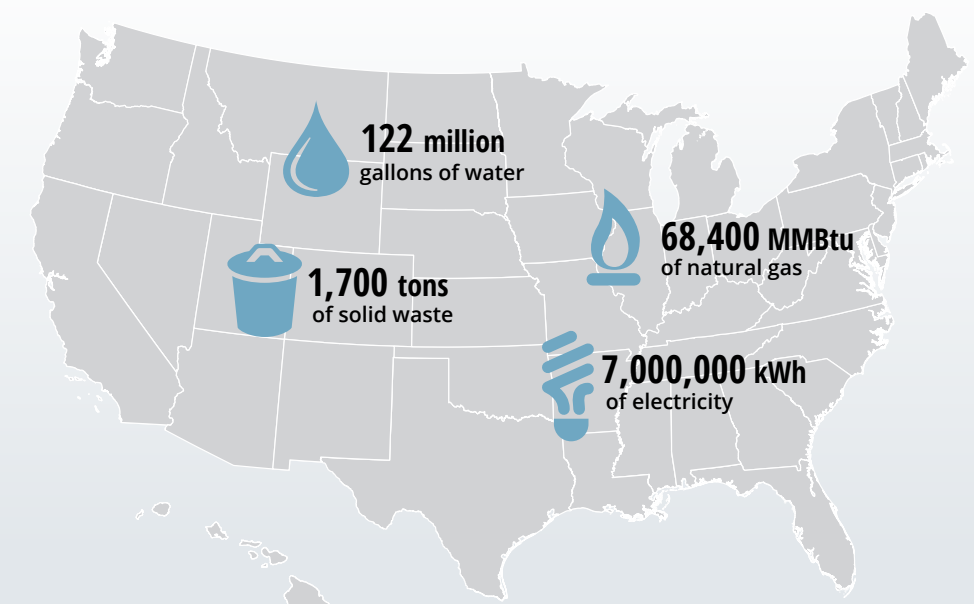 122 million
gallons of water
68,400 MMBtu
of natural gas
1,700 tons
of solid waste
7,000,000 kWh
of electricity